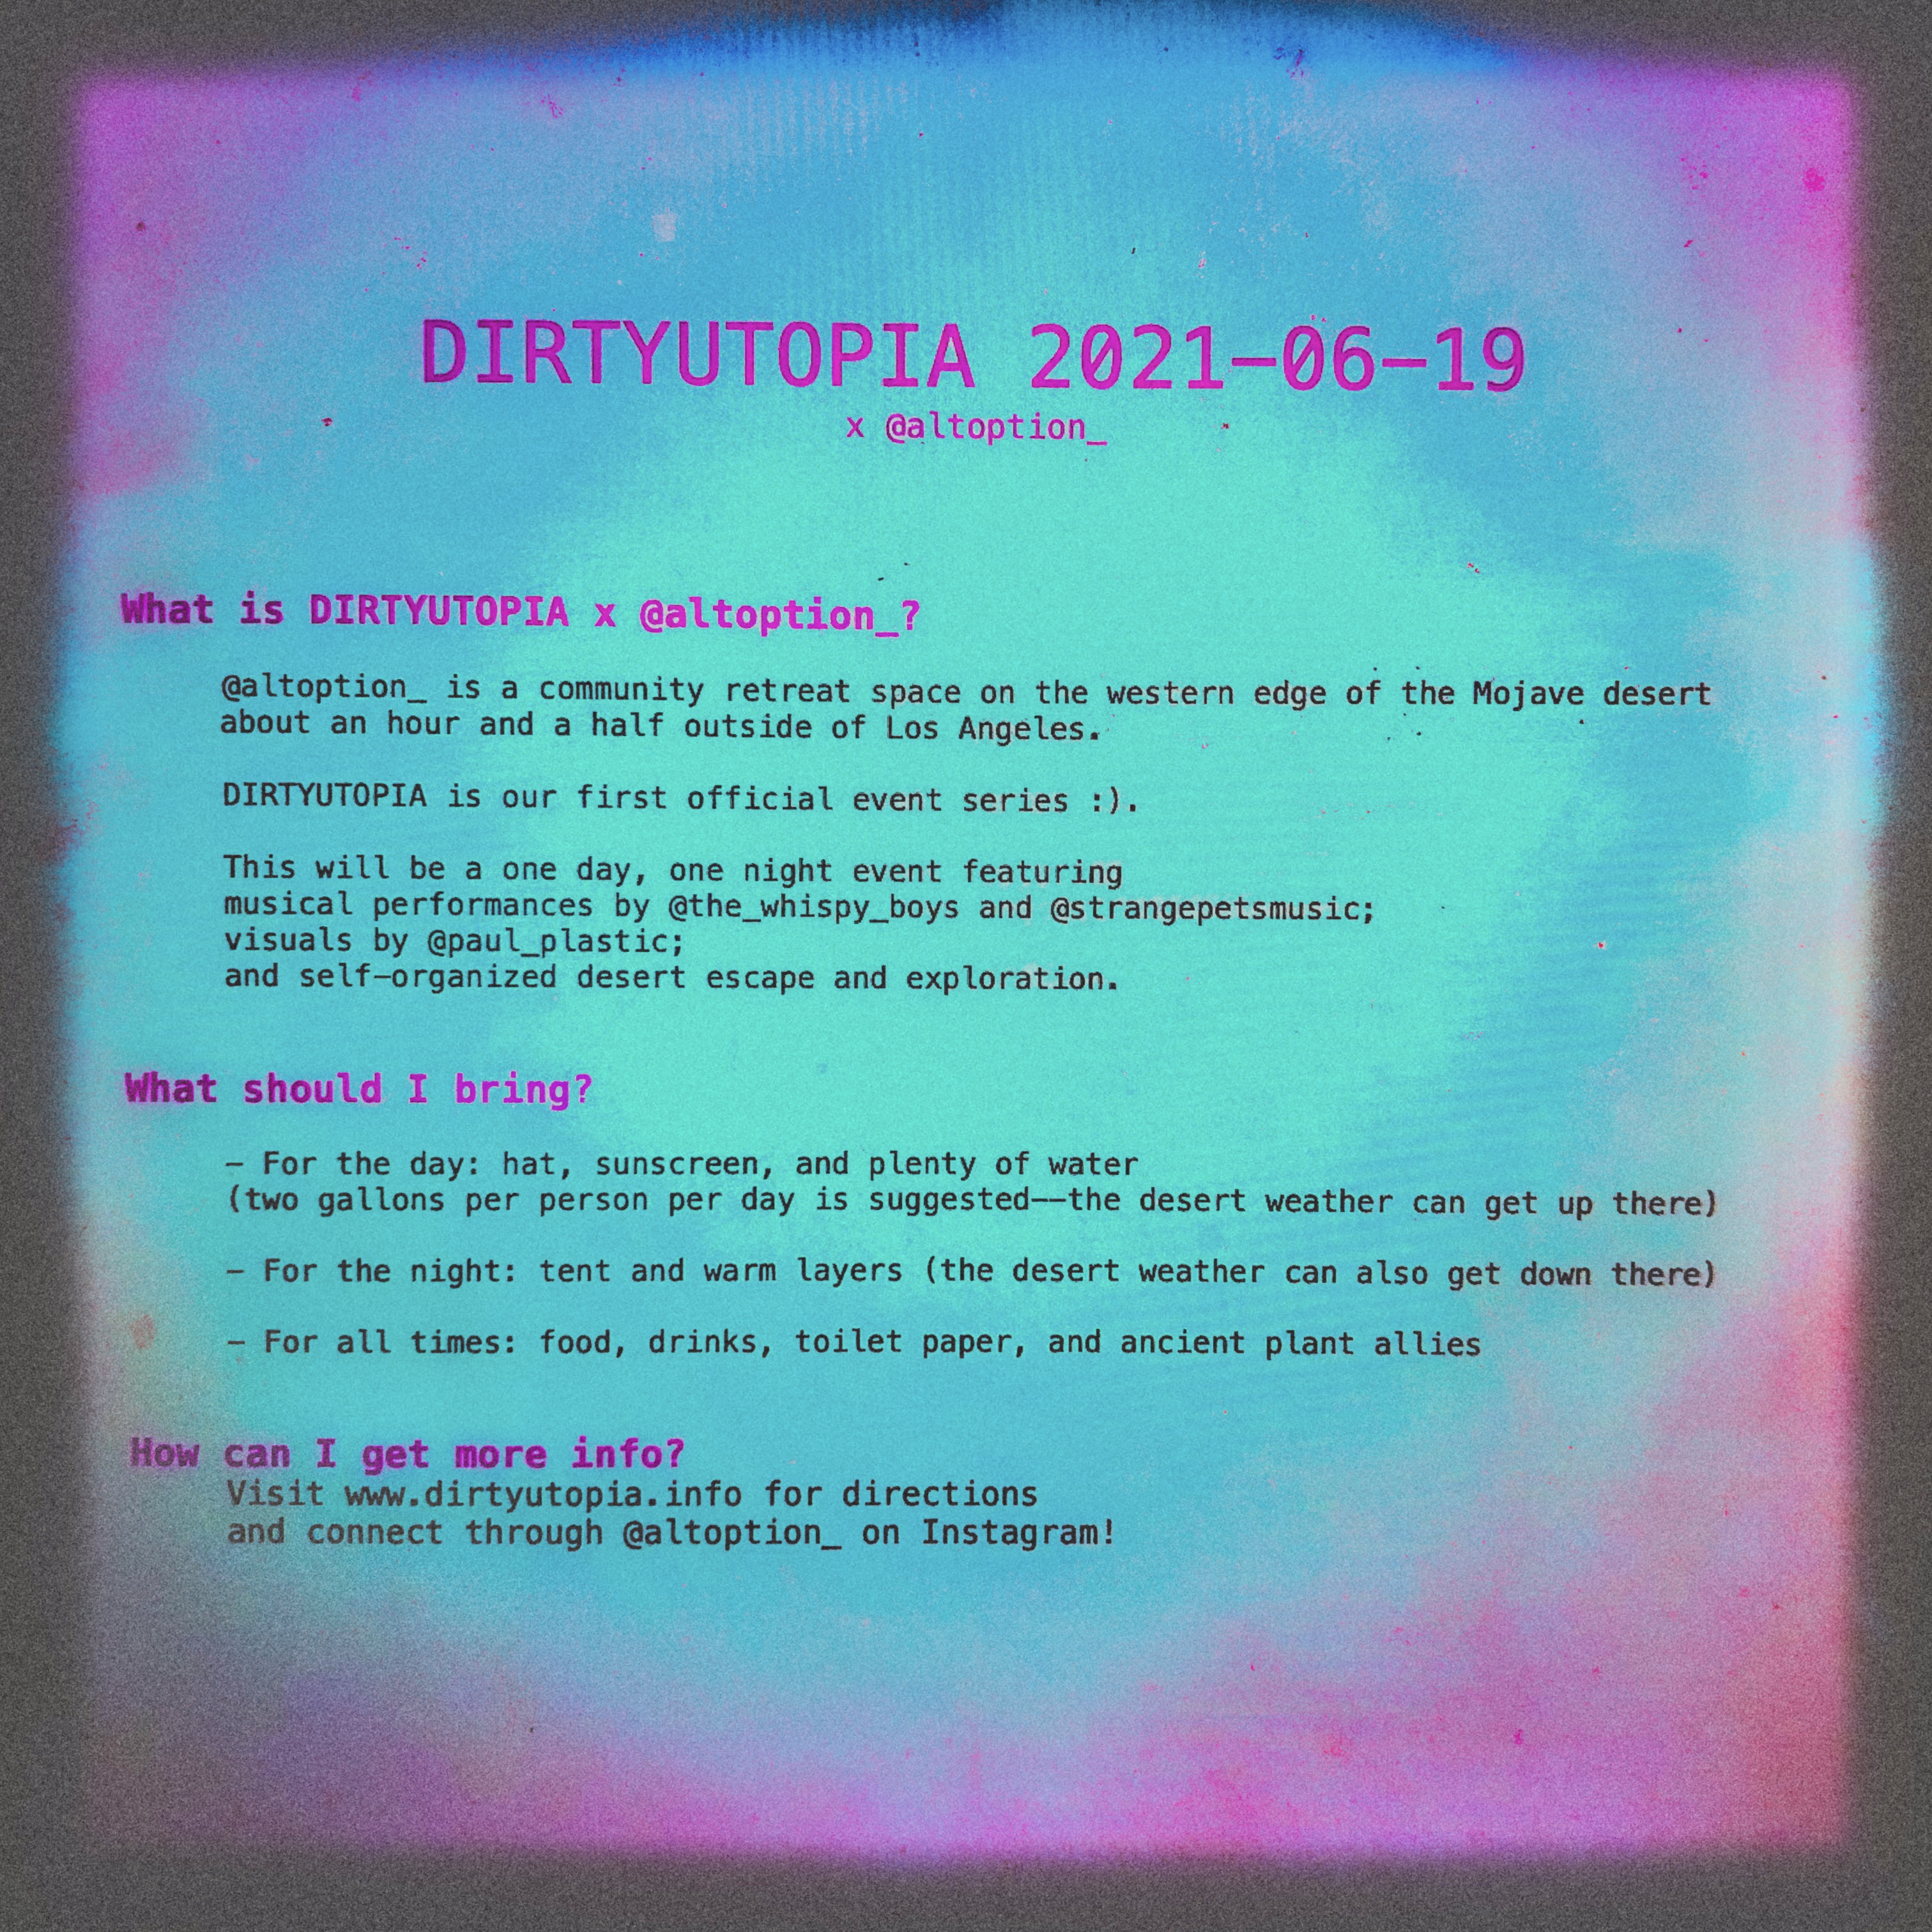 DIRTYUTOPIA 2021–06–19
x @altoption_
What is DIRTYUTOPIA x @altoption_?
@altoption_ is a community retreat space on the western edge of the Mojave desert
about an hour and a half outside of Los Angeles.
DIRTYUTOPIA is our first official event series :).
This will be a one day, one night event featuring
musical performances by @the_whispy_boys and @strangepetsmusic;
visuals by @paul_plastic;
and self–organized desert escape and exploration.
What should I bring?
– For the day: hat, sunscreen, and plenty of water
(two gallons per person per day is suggested––the desert weather can get up there)
– For the night: tent and warm layers (the desert weather can also get down there)
– For all times: food, drinks, toilet paper, and ancient plant allies
How can I get more info?
Visit www.dirtyutopia.info for directions
and connect through @altoption_ on Instagram!